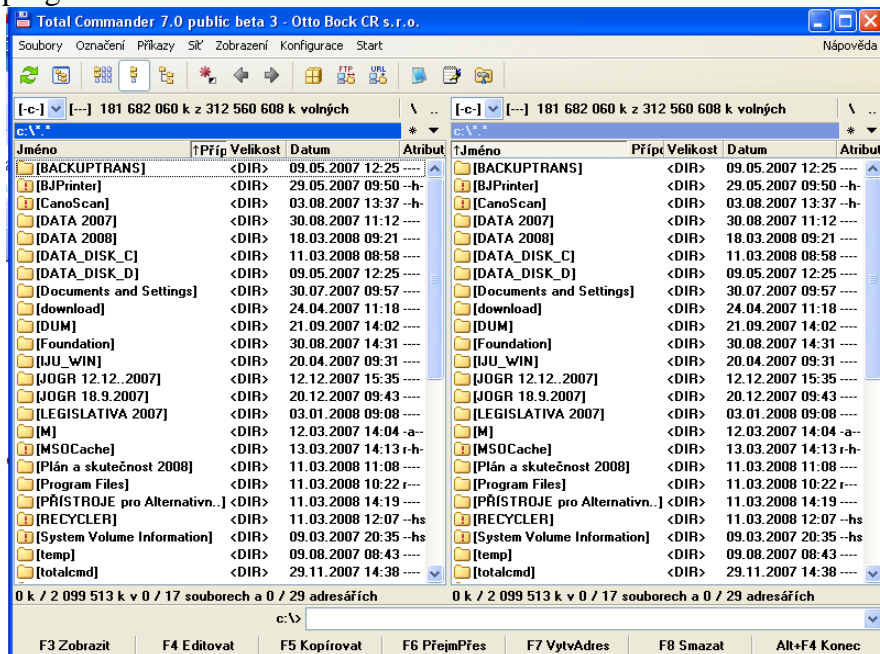 Total Commander 7.0 public beta 3 - Otto Bock CR s.r.o.
Soubory Označení Příkazy Síť Zobrazení Konfigurace Start Nápověda
FTP URL
[-c-] [---] 181 682 060 k z 312 560 608 k volných \ .. [-c-] [---] 181 682 060 k z 312 560 608 k volných \ ..
c:\*.* * ▼ c:\*.* * ▼
Jméno ↑Příp Velikost Datum Atribut ↑Jméno Přípo Velikost Datum Atribut
[BACKUPTRANS] <DIR> 09.05.2007 12:25 ---- [BACKUPTRANS] <DIR> 09.05.2007 12:25 ----
[BJPrinter] <DIR> 29.05.2007 09:50 --h- [BJPrinter] <DIR> 29.05.2007 09:50 --h-
[CanoScan] <DIR> 03.08.2007 13:37 --h- [CanoScan] <DIR> 03.08.2007 13:37 --h-
[DATA 2007] <DIR> 30.08.2007 11:12 ---- [DATA 2007] <DIR> 30.08.2007 11:12 ----
[DATA 2008] <DIR> 18.03.2008 09:21 ---- [DATA 2008] <DIR> 18.03.2008 09:21 ----
[DATA_DISK_C] <DIR> 11.03.2008 08:58 ---- [DATA_DISK_C] <DIR> 11.03.2008 08:58 ----
[DATA_DISK_D] <DIR> 09.05.2007 12:25 ---- [DATA_DISK_D] <DIR> 09.05.2007 12:25 ----
[Documents and Settings] <DIR> 30.07.2007 09:57 ---- [Documents and Settings] <DIR> 30.07.2007 09:57 ----
[download] <DIR> 24.04.2007 11:18 ---- [download] <DIR> 24.04.2007 11:18 ----
[DUM] <DIR> 21.09.2007 14:02 ---- [DUM] <DIR> 21.09.2007 14:02 ----
[Foundation] <DIR> 30.08.2007 14:31 ---- [Foundation] <DIR> 30.08.2007 14:31 ----
[IJU_WIN] <DIR> 20.04.2007 09:31 ---- [IJU_WIN] <DIR> 20.04.2007 09:31 ----
[JOGR 12.12..2007] <DIR> 12.12.2007 15:35 ---- [JOGR 12.12..2007] <DIR> 12.12.2007 15:35 ----
[JOGR 18.9.2007] <DIR> 20.12.2007 09:43 ---- [JOGR 18.9.2007] <DIR> 20.12.2007 09:43 ----
[LEGISLATIVA 2007] <DIR> 03.01.2008 09:08 ---- [LEGISLATIVA 2007] <DIR> 03.01.2008 09:08 ----
[M] <DIR> 12.03.2007 14:04 -a-- [M] <DIR> 12.03.2007 14:04 -a--
[MSOCache] <DIR> 13.03.2007 14:13 r-h- [MSOCache] <DIR> 13.03.2007 14:13 r-h-
[Plán a skutečnost 2008] <DIR> 11.03.2008 11:08 ---- [Plán a skutečnost 2008] <DIR> 11.03.2008 11:08 ----
[Program Files] <DIR> 11.03.2008 10:22 r--- [Program Files] <DIR> 11.03.2008 10:22 r---
[PŘÍSTROJE pro Alternativn..] <DIR> 11.03.2008 14:19 ---- [PŘÍSTROJE pro Alternativn..] <DIR> 11.03.2008 14:19 ----
[RECYCLER] <DIR> 11.03.2008 12:07 --hs [RECYCLER] <DIR> 11.03.2008 12:07 --hs
[System Volume Information] <DIR> 09.03.2007 20:35 --hs [System Volume Information] <DIR> 09.03.2007 20:35 --hs
[temp] <DIR> 09.08.2007 08:43 ---- [temp] <DIR> 09.08.2007 08:43 ----
[totalcmd] <DIR> 29.11.2007 14:38 ---- [totalcmd] <DIR> 29.11.2007 14:38 ----
0 k / 2 099 513 k v 0 / 17 souborech a 0 / 29 adresářích 0 k / 2 099 513 k v 0 / 17 souborech a 0 / 29 adresářích
c:\>
F3 Zobrazit F4 Editovat F5 Kopírovat F6 PřejmPřes F7 VytvAdres F8 Smazat Alt+F4 Konec